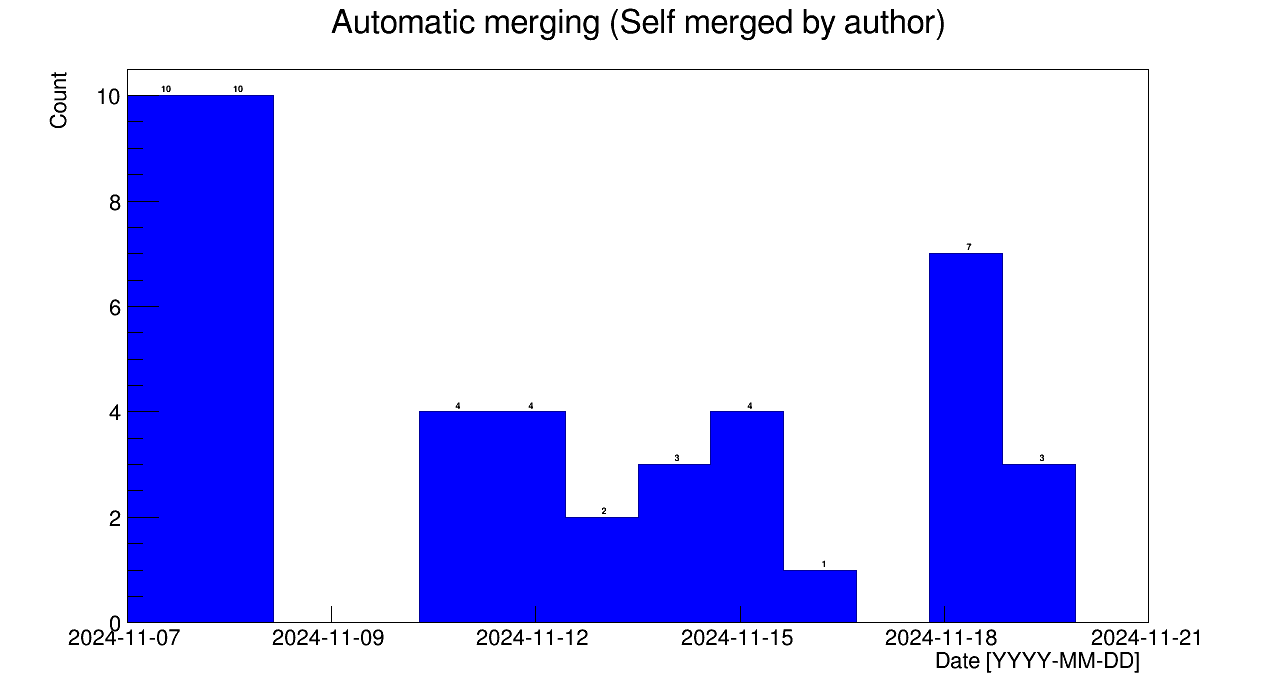 Automatic merging (Self merged by author)
Count
10
8
6
4
2
0
10 10 4 4 2 3 4 1 7 3
2024-11-07 2024-11-09 2024-11-12 2024-11-15 2024-11-18 2024-11-21
Date [YYYY-MM-DD]